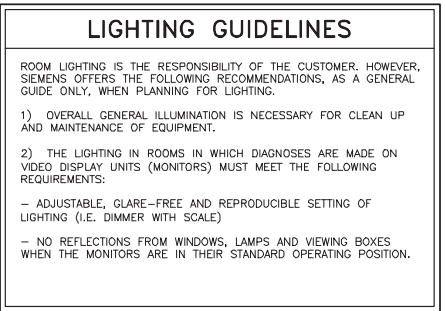 LIGHTING GUIDELINES
ROOM LIGHTING IS THE RESPONSIBILITY OF THE CUSTOMER. HOWEVER,
SIEMENS OFFERS THE FOLLOWING RECOMMENDATIONS, AS A GENERAL
GUIDE ONLY, WHEN PLANNING FOR LIGHTING.
1) OVERALL GENERAL ILLUMINATION IS NECESSARY FOR CLEAN UP
AND MAINTENANCE OF EQUIPMENT.
2) THE LIGHTING IN ROOMS IN WHICH DIAGNOSES ARE MADE ON
VIDEO DISPLAY UNITS (MONITORS) MUST MEET THE FOLLOWING
REQUIREMENTS:
– ADJUSTABLE, GLARE–FREE AND REPRODUCIBLE SETTING OF
LIGHTING (I.E. DIMMER WITH SCALE)
– NO REFLECTIONS FROM WINDOWS, LAMPS AND VIEWING BOXES
WHEN THE MONITORS ARE IN THEIR STANDARD OPERATING POSITION.